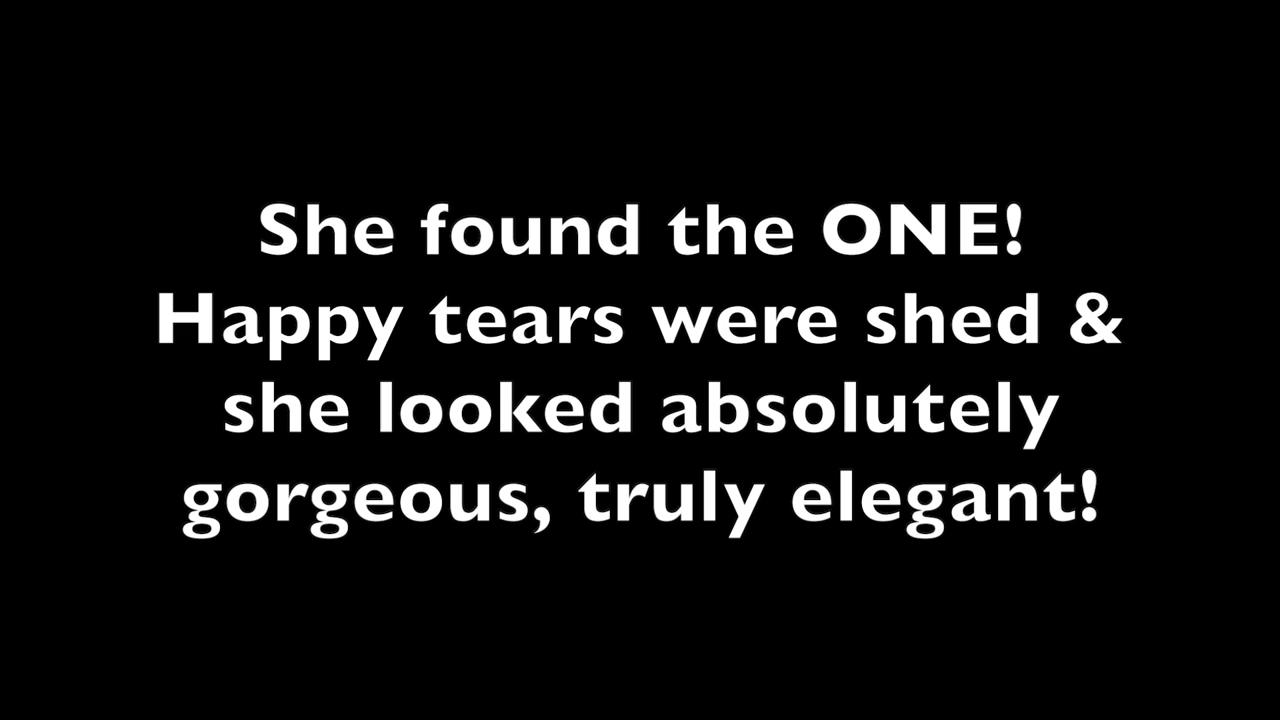 She found the ONE!
Happy tears were shed &
she looked absolutely
gorgeous, truly elegant!